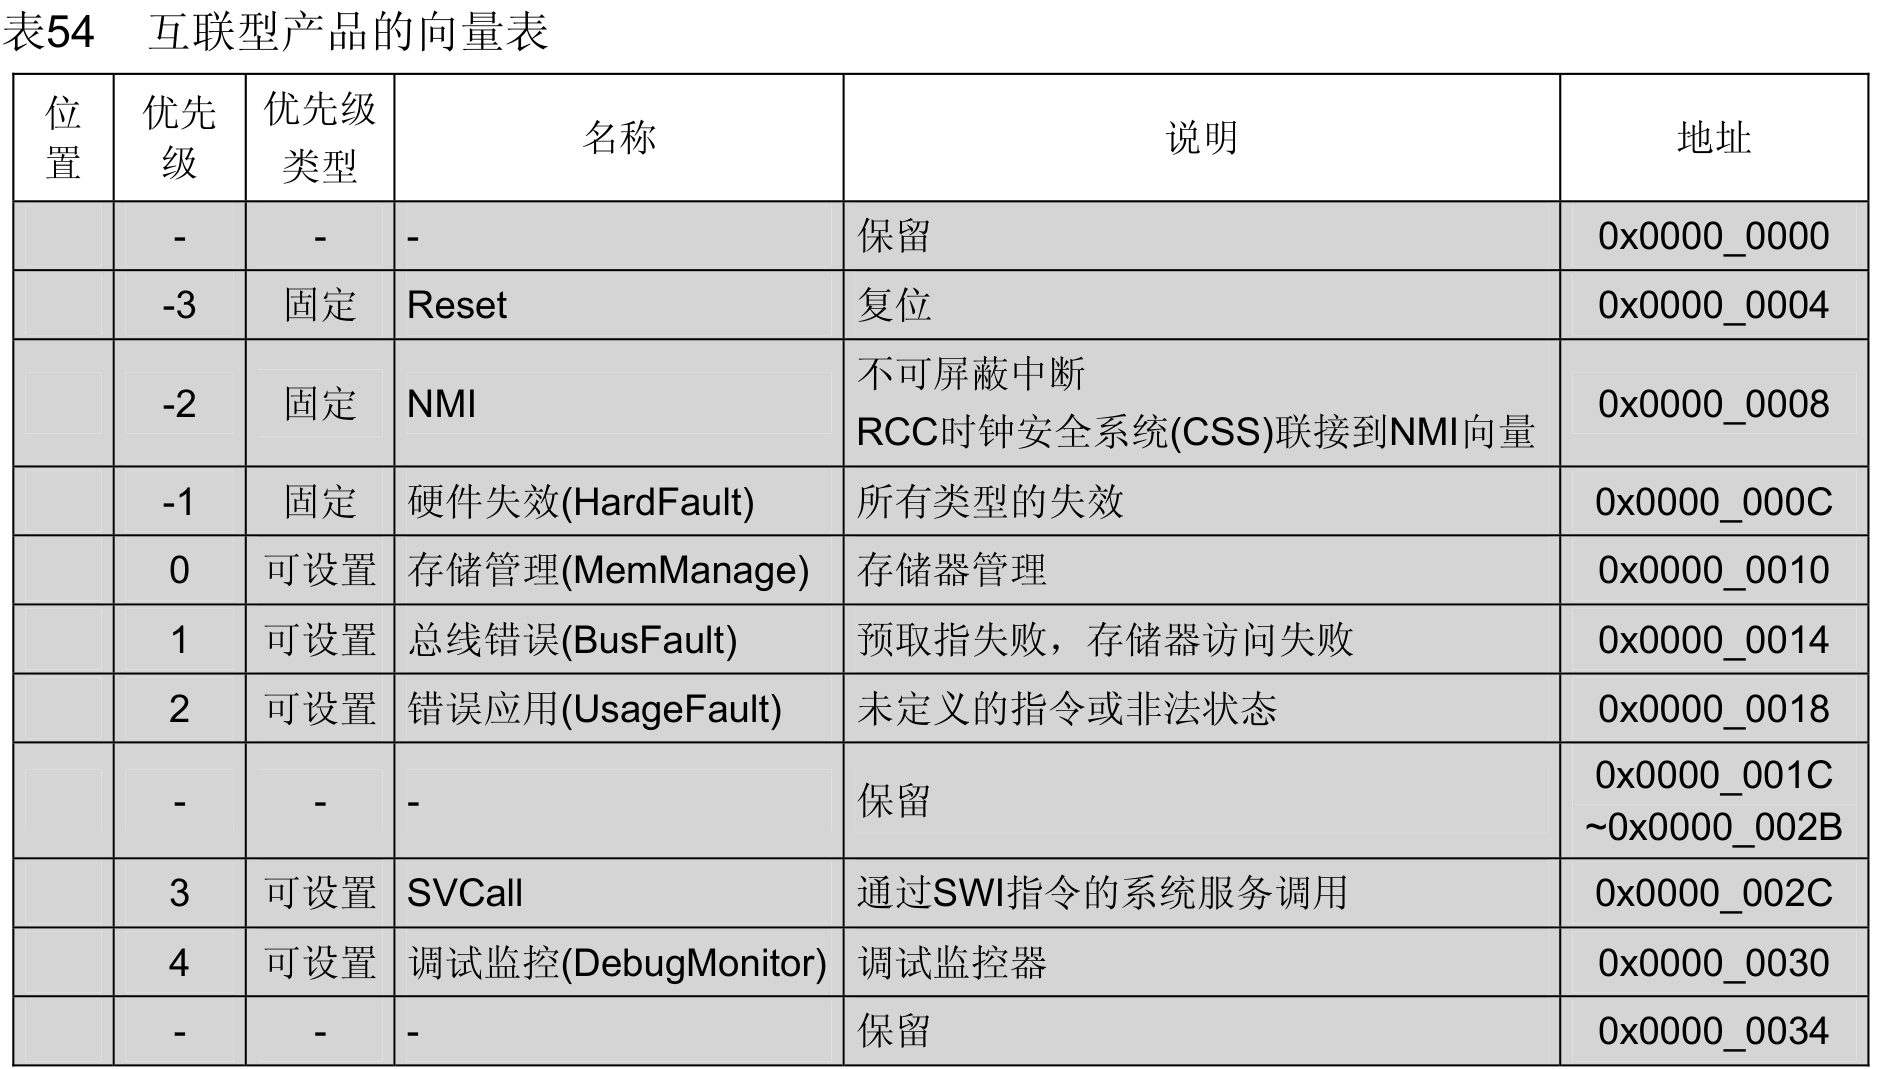 表54 互联型产品的向量表
位置 优先级 优先级类型 名称 说明 地址
- - - 保留 0x0000_0000
-3 固定 Reset 复位 0x0000_0004
-2 固定 NMI 不可屏蔽中断 0x0000_0008
RCC时钟安全系统(CSS)联接到NMI向量
-1 固定 硬件失效(HardFault) 所有类型的失效 0x0000_000C
0 可设置 存储管理(MemManage) 存储器管理 0x0000_0010
1 可设置 总线错误(BusFault) 预取指失败，存储器访问失败 0x0000_0014
2 可设置 错误应用(UsageFault) 未定义的指令或非法状态 0x0000_0018
- - - 保留 0x0000_001C
~0x0000_002B
3 可设置 SVCall 通过SWI指令的系统服务调用 0x0000_002C
4 可设置 调试监控(DebugMonitor) 调试监控器 0x0000_0030
- - - 保留 0x0000_0034